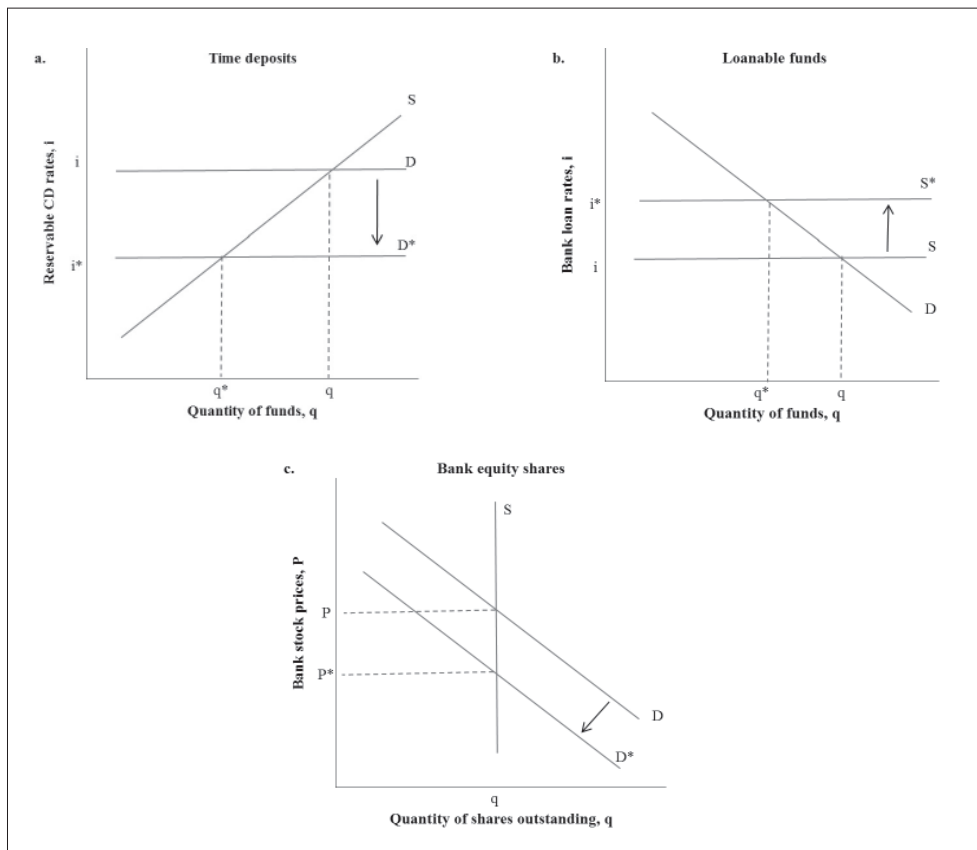 a.
Time deposits
Reservable CD rates, i
S
i
D
D*
i*
q*
q
Quantity of funds, q
b.
Loanable funds
Bank loan rates, i
S*
i*
S
i
D
q*
q
Quantity of funds, q
c.
Bank equity shares
Bank stock prices, P
S
P
P*
D
D*
q
Quantity of shares outstanding, q